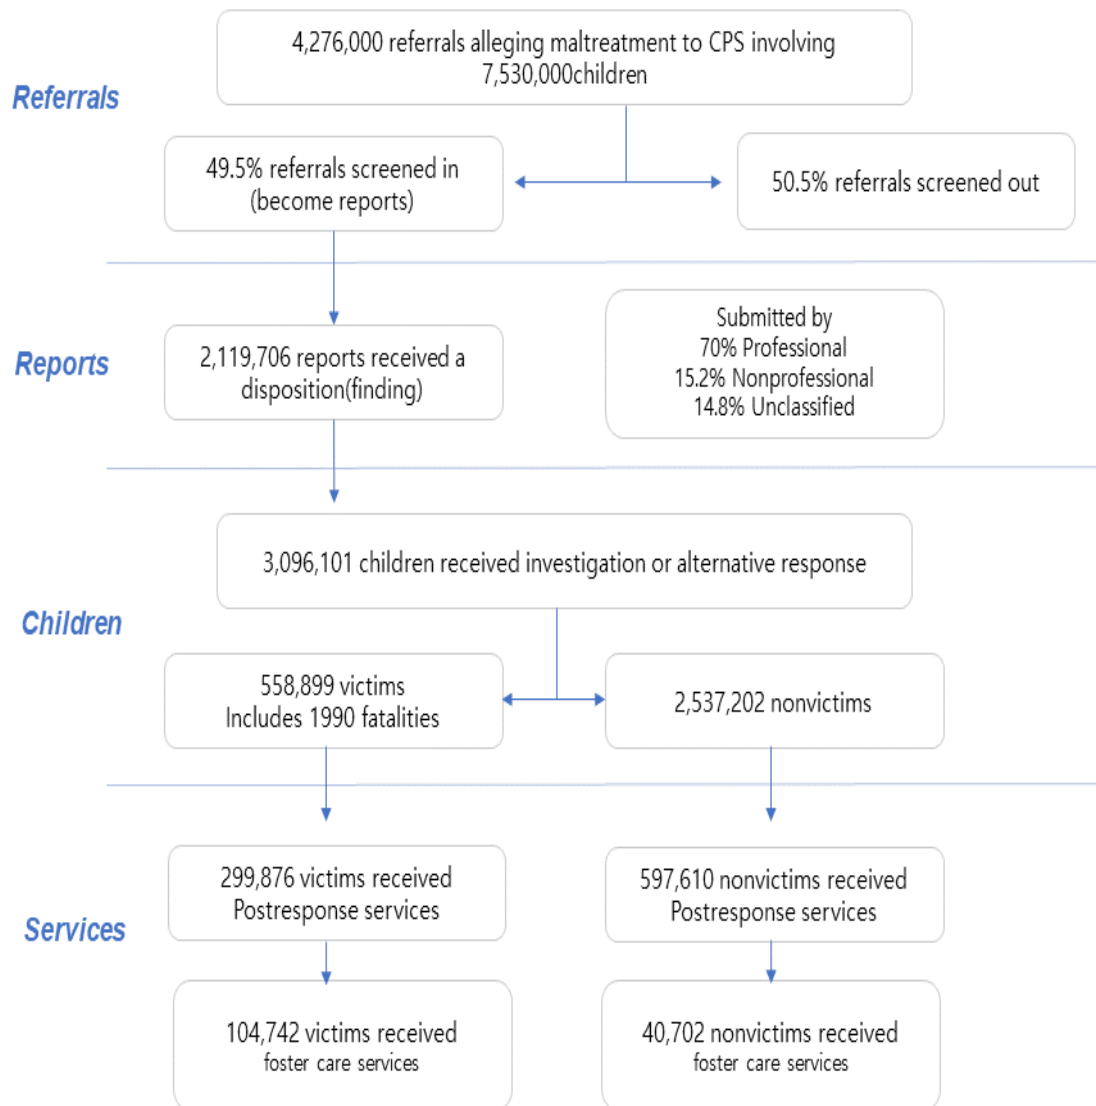 4,276,000 referrals alleging maltreatment to CPS involving
7,530,000children
Referrals
49.5% referrals screened in
(become reports)
50.5% referrals screened out
Reports
2,119,706 reports received a
disposition(finding)
Submitted by
70% Professional
15.2% Nonprofessional
14.8% Unclassified
3,096,101 children received investigation or alternative response
Children
558,899 victims
Includes 1990 fatalities
2,537,202 nonvictims
Services
299,876 victims received
Postresponse services
597,610 nonvictims received
Postresponse services
104,742 victims received
foster care services
40,702 nonvictims received
foster care services